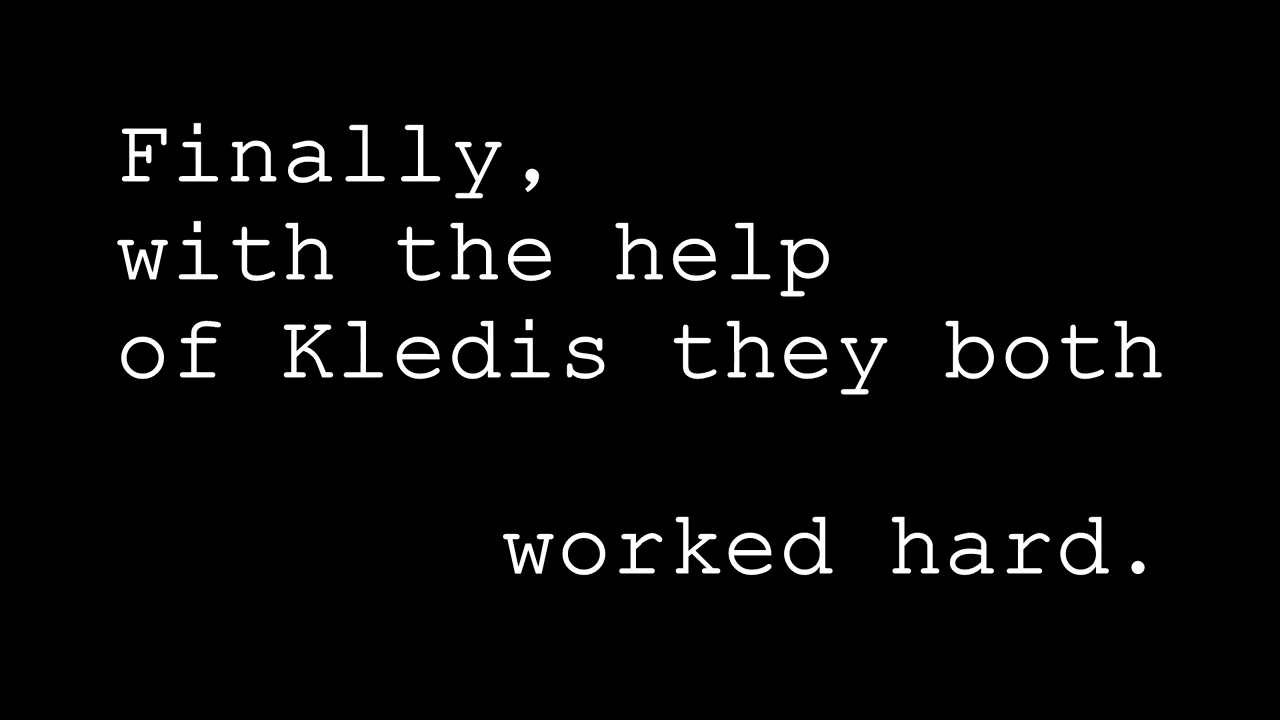 Finally,
with the help
of Kledis they both
worked hard.